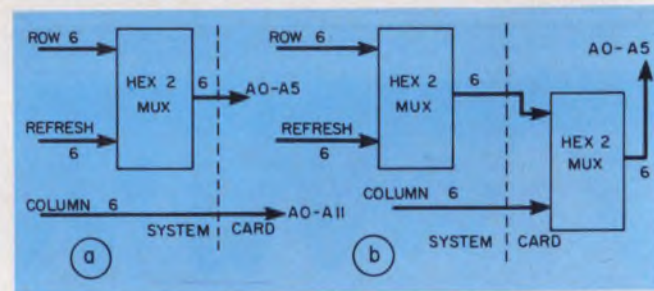 ROW 6
HEX 2
MUX
6
A0-A5
REFRESH
6
COLUMN 6
A0-A11
SYSTEM CARD
a
ROW 6
HEX 2
MUX
6
REFRESH
6
COLUMN 6
SYSTEM CARD
b
HEX 2
MUX
6
A0-A5